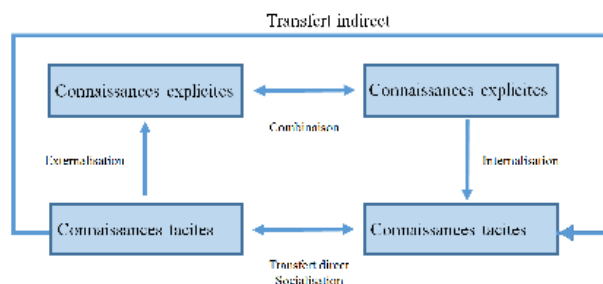 Transfert indirect
Connaissances explicites
Connaissances explicites
Combinaison
Externalisation
Internalisation
Connaissances tacites
Connaissances tacites
Transfert direct
Socialisation